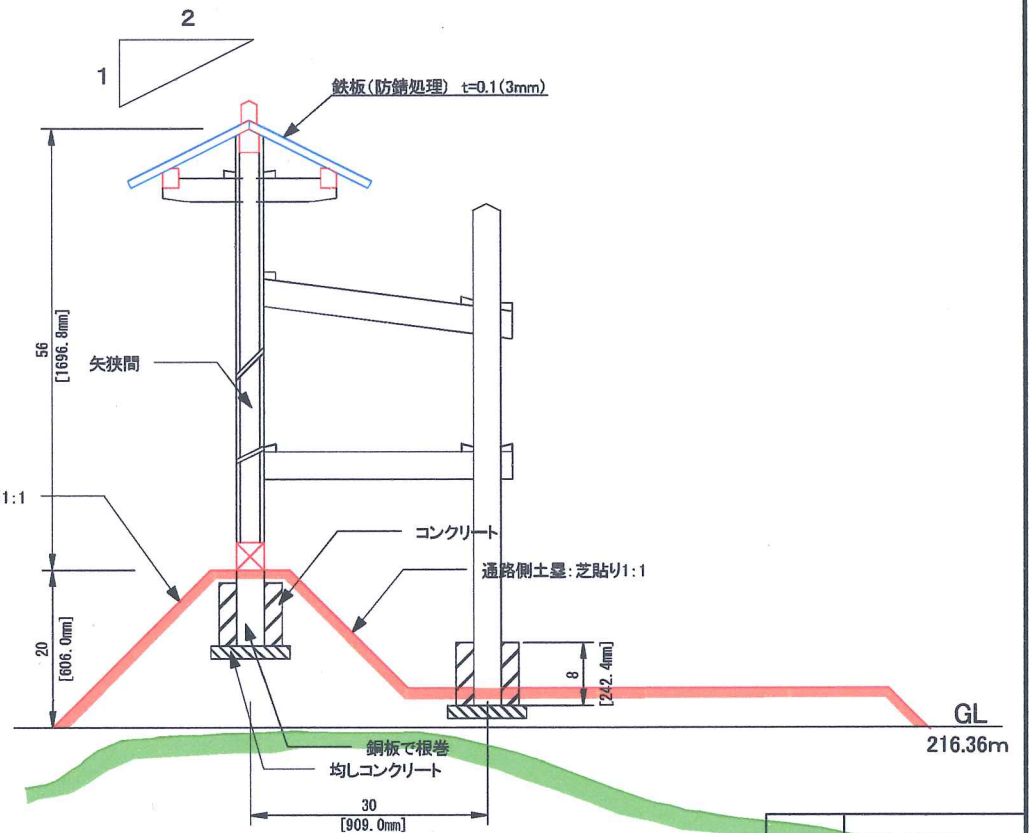 2
1
鉄板(防錆処理) t=0.1(3mm)
56
[1696.8mm]
矢狭間
1:1
コンクリート
通路側土塁:芝貼り1:1
20
[606.0mm]
8
[242.4mm]
GL
216.36m
銅板で根巻
均しコンクリート
30
[909.0mm]